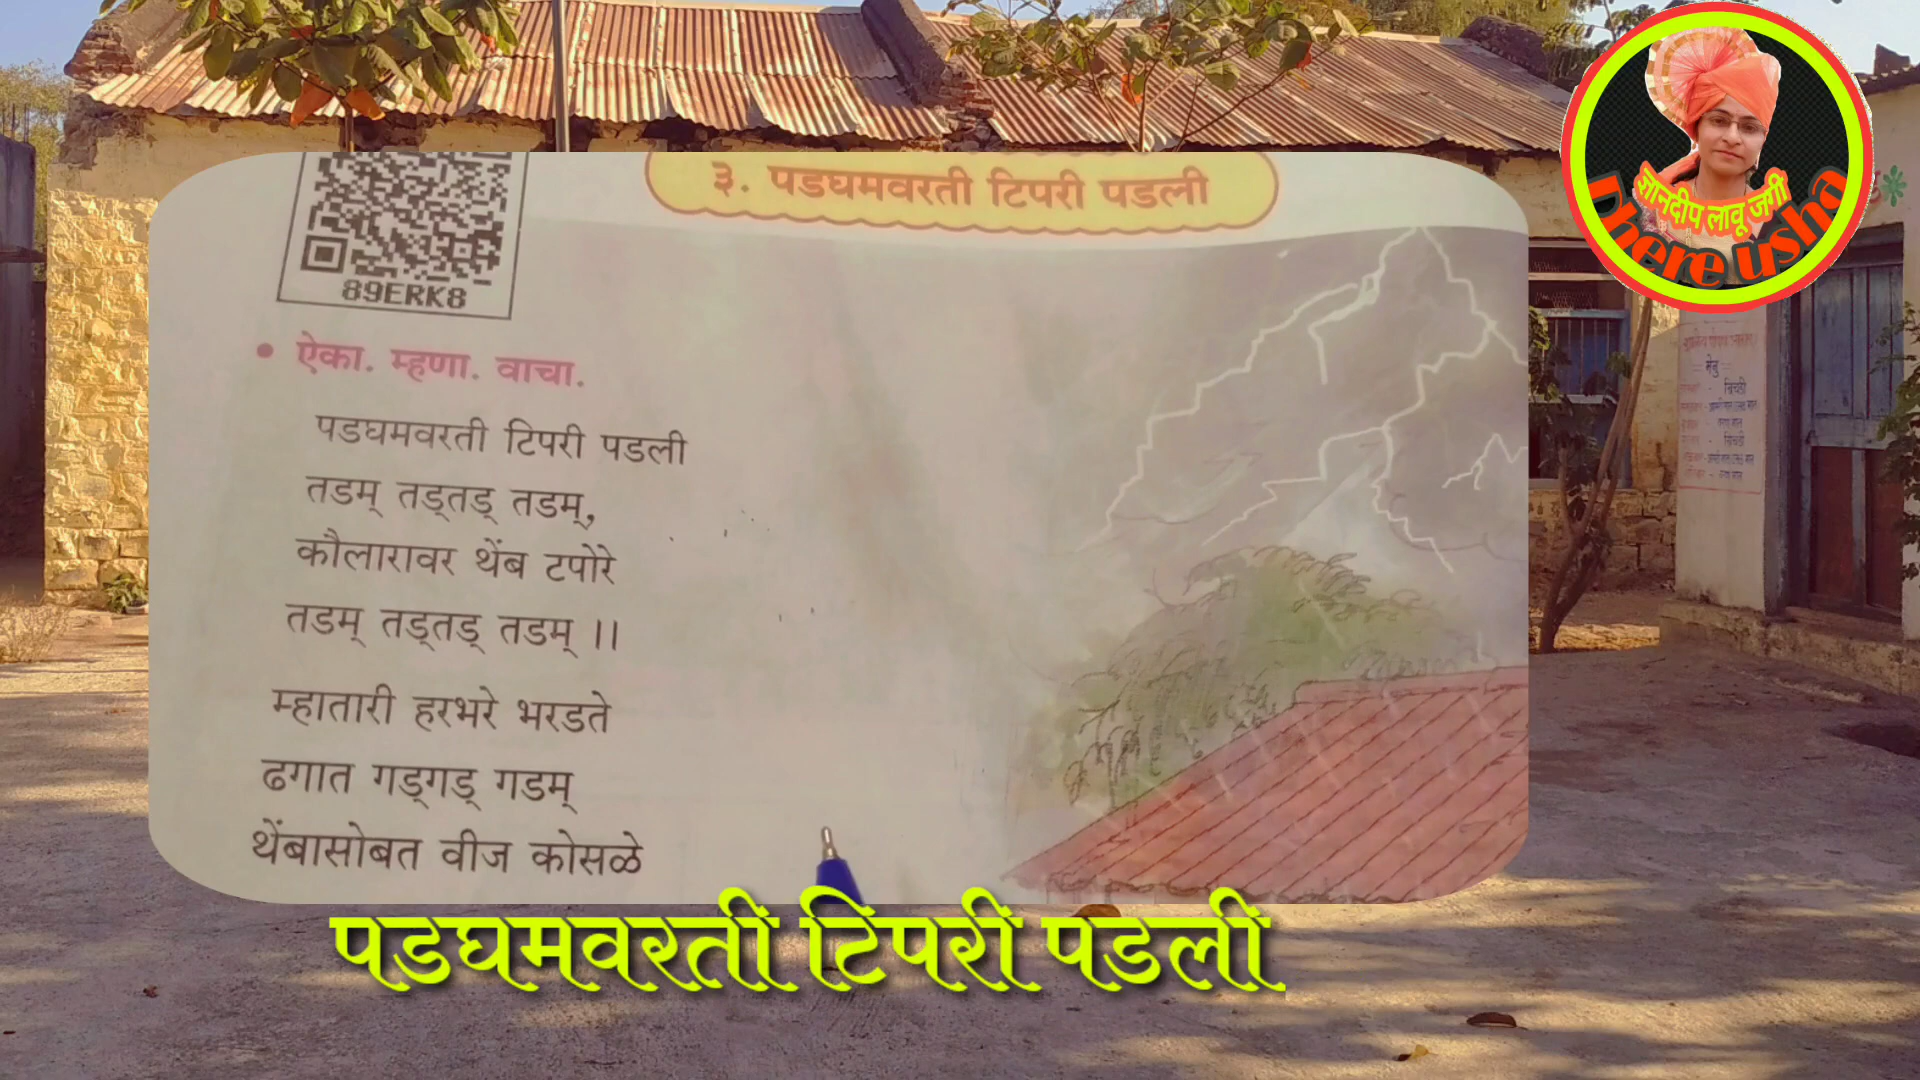 ३. पडघमवरती टिपरी पडली
89ERK8
• ऐका. म्हणा. वाचा.
पडघमवरती टिपरी पडली
तडम् तड्तड् तडम्,
कौलारावर थेंब टपोरे
तडम् तड्तड् तडम् ।।
म्हातारी हरभरे भरडते
ढगात गड्गड् गडम्
थेंबासोबत वीज कोसळे
पडघमवरती टिपरी पडली
ज्ञानदीप लावू जगी
Dhere usha
मेनु